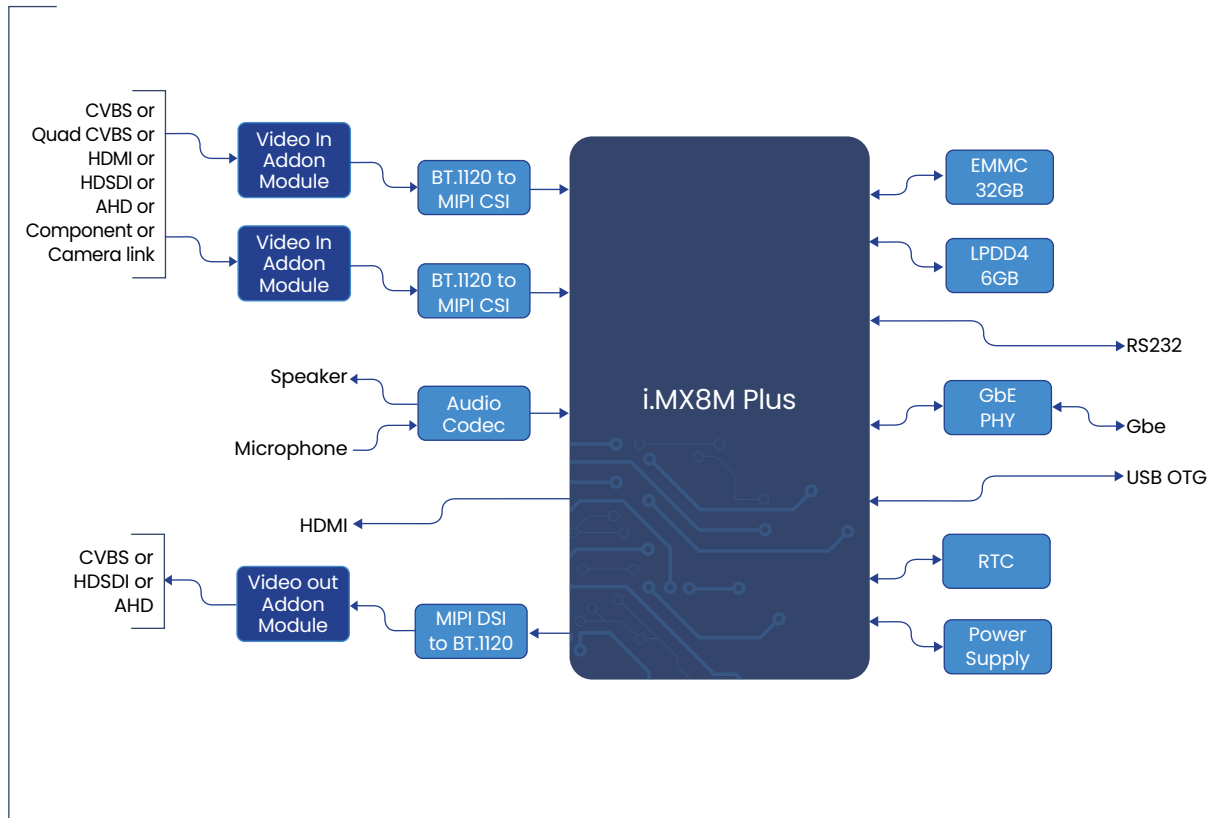 CVBS or
Quad CVBS or
HDMI or
HDSDI or
AHD or
Component or
Camera link
Video In
Addon
Module
BT.1120 to
MIPI CSI
Video In
Addon
Module
BT.1120 to
MIPI CSI
Speaker
Microphone
Audio
Codec
HDMI
CVBS or
HDSDI or
AHD
Video out
Addon
Module
MIPI DSI
to BT.1120
i.MX8M Plus
EMMC
32GB
LPDD4
6GB
RS232
GbE
PHY
Gbe
USB OTG
RTC
Power
Supply